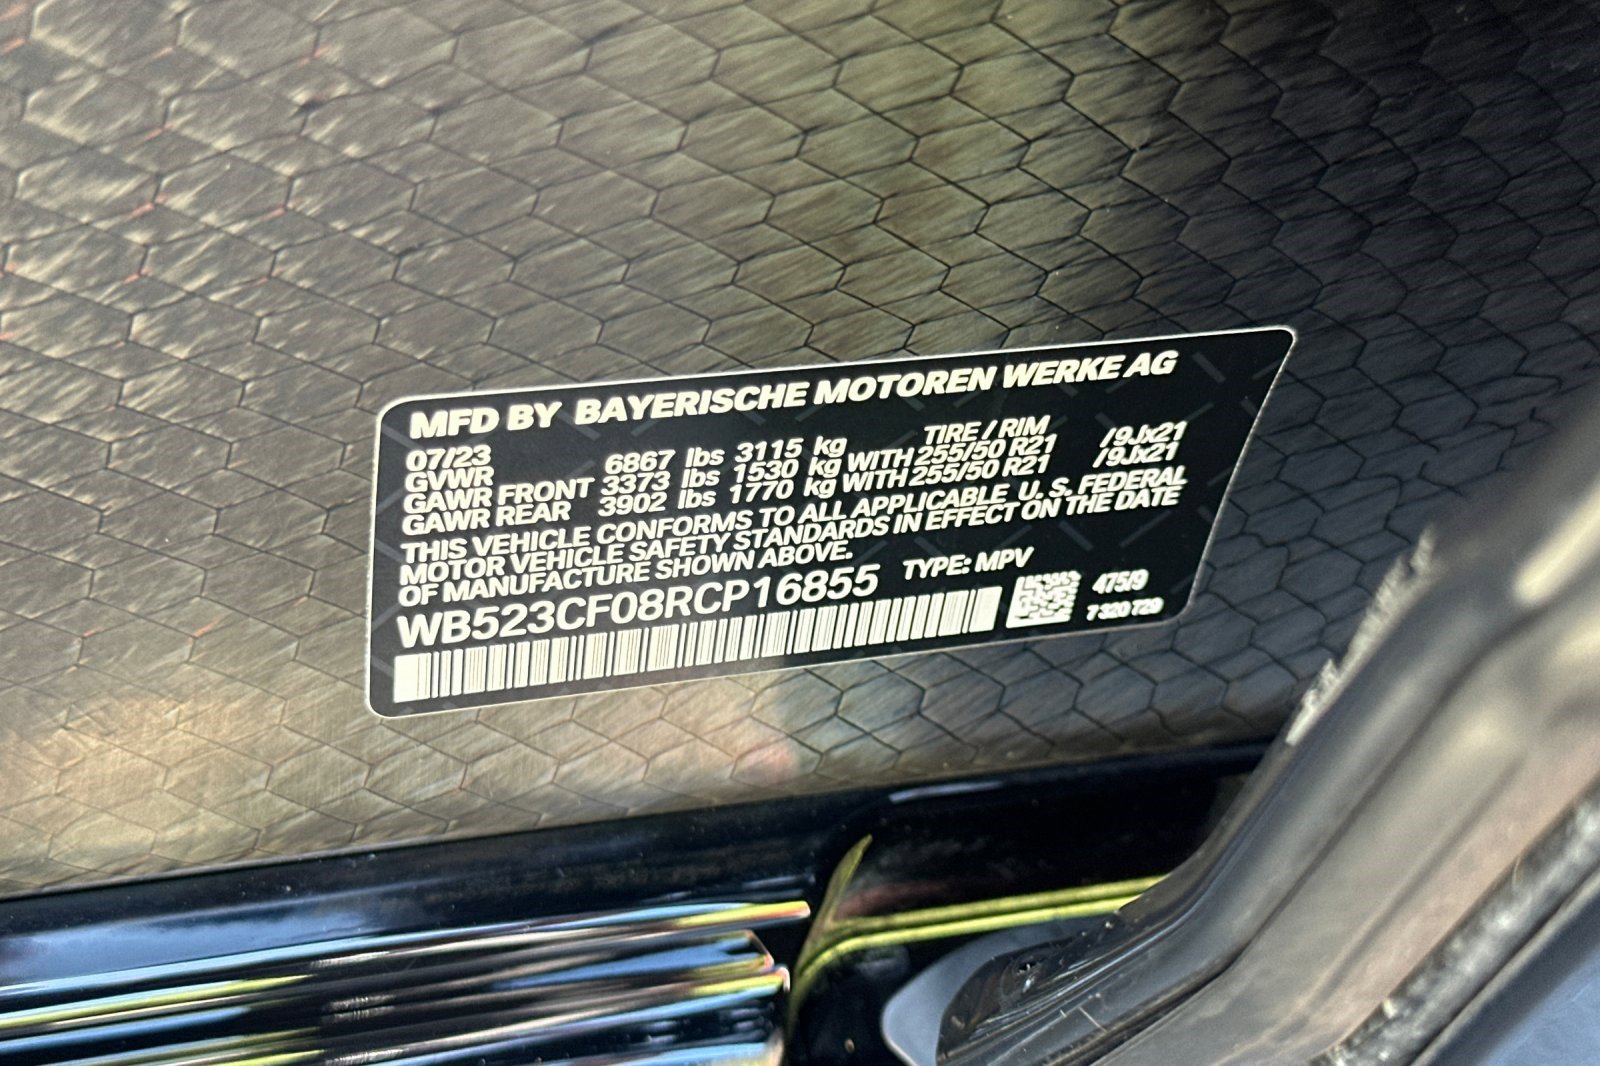 MFD BY BAYERISCHE MOTOREN WERKE AG
07/23 TIRE / RIM
GVWR 6867 lbs 3115 kg
GAWR FRONT 3373 lbs 1530 kg WITH 255/50 R21 /9Jx21
GAWR REAR 3902 lbs 1770 kg WITH 255/50 R21 /9Jx21
THIS VEHICLE CONFORMS TO ALL APPLICABLE U. S. FEDERAL
MOTOR VEHICLE SAFETY STANDARDS IN EFFECT ON THE DATE
OF MANUFACTURE SHOWN ABOVE.
WB523CF08RCP16855 TYPE: MPV
475/9
7 320 729